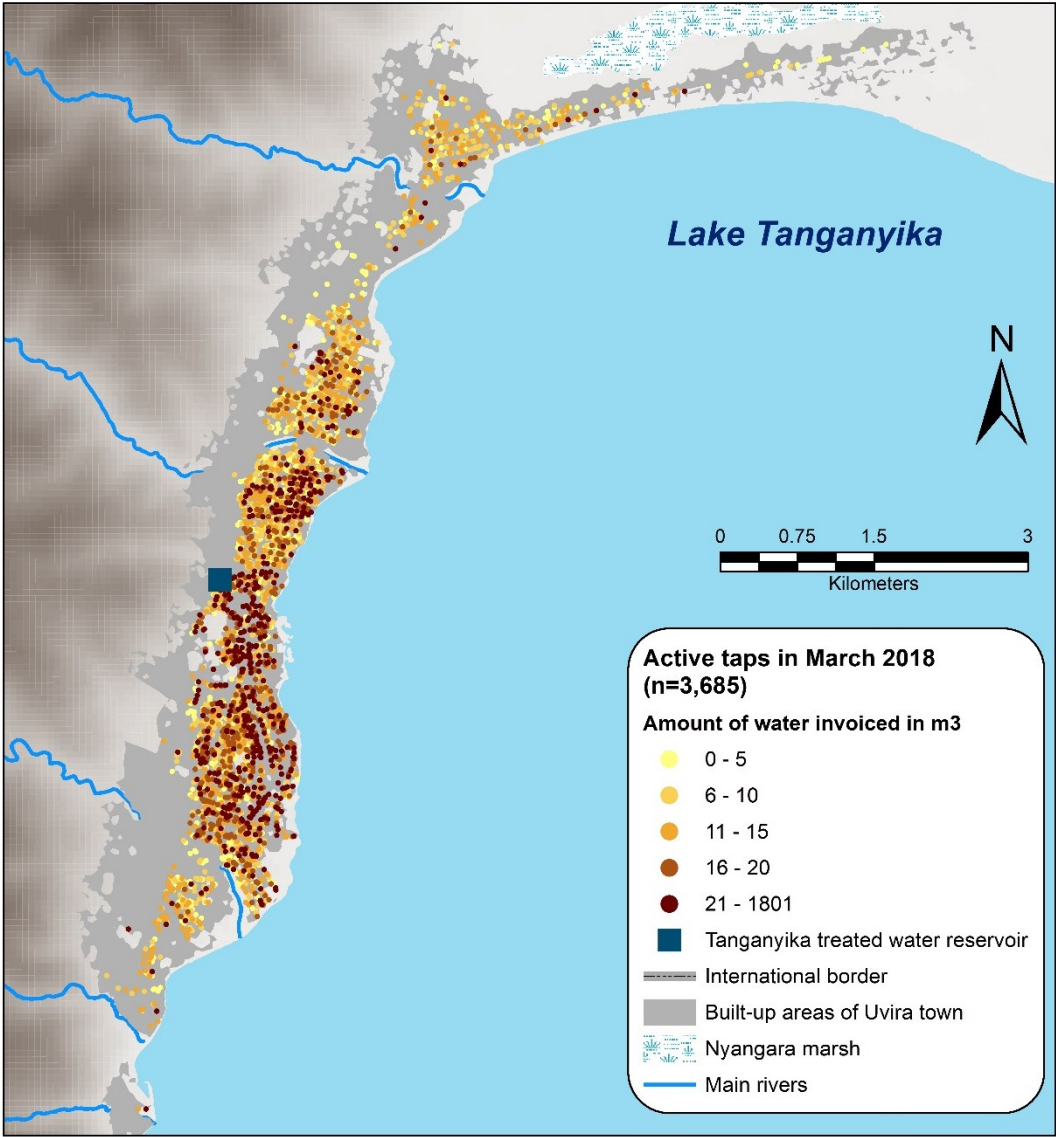 Lake Tanganyika
N
0 0.75 1.5 3
Kilometers
Active taps in March 2018
(n=3,685)
Amount of water invoiced in m3
0 - 5
6 - 10
11 - 15
16 - 20
21 - 1801
Tanganyika treated water reservoir
International border
Built-up areas of Uvira town
Nyangara marsh
Main rivers